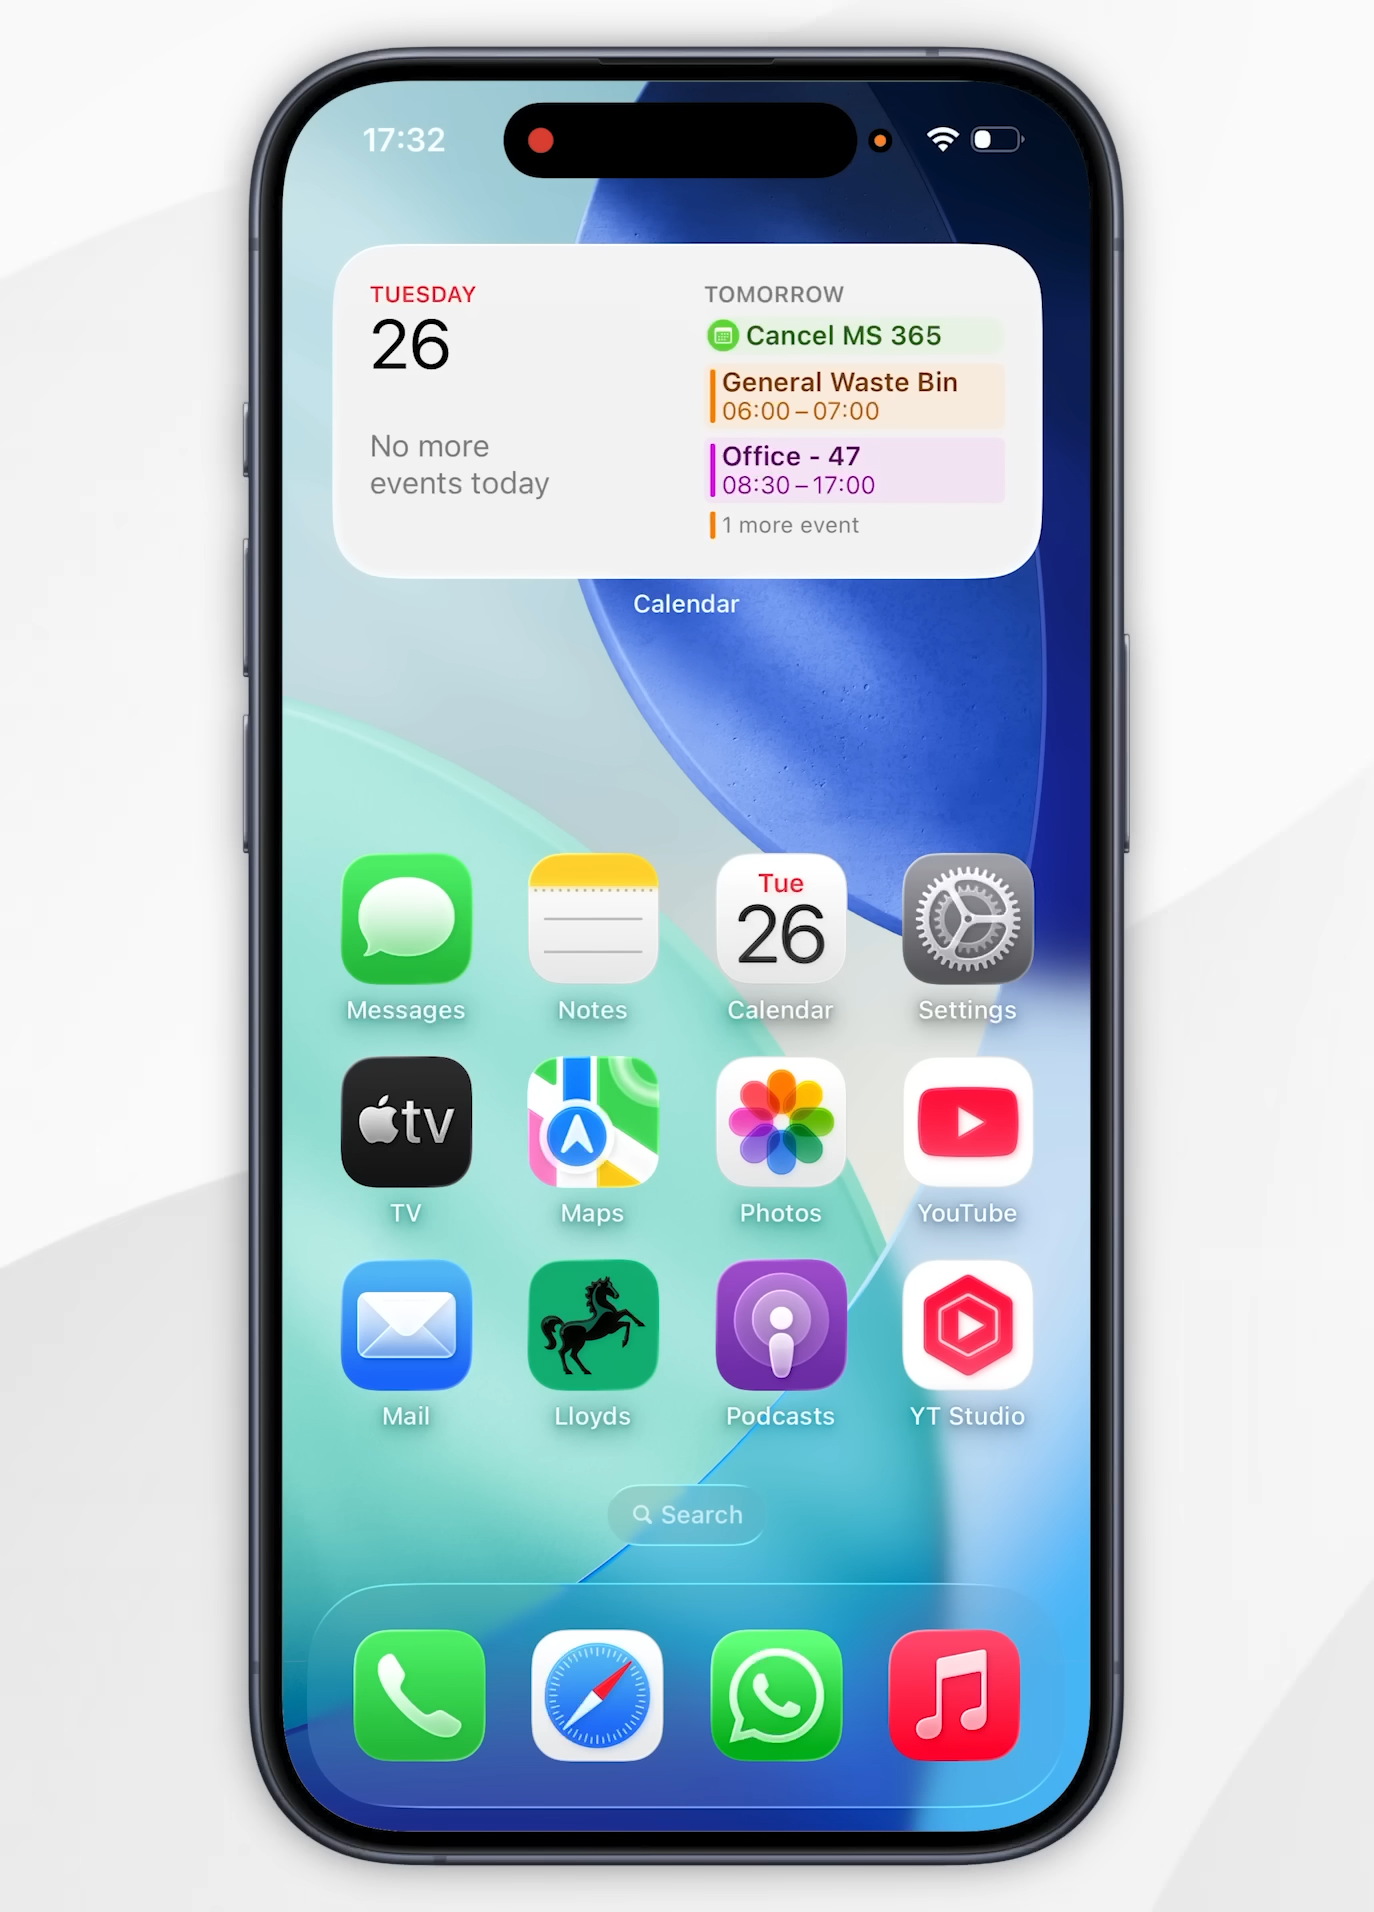 17:32
TUESDAY
26
No more
events today
TOMORROW
Cancel MS 365
General Waste Bin
06:00 – 07:00
Office - 47
08:30 – 17:00
1 more event
Calendar
Tue
26
Messages
Notes
Calendar
Settings
tv
TV
Maps
Photos
YouTube
Mail
Lloyds
Podcasts
YT Studio
Search